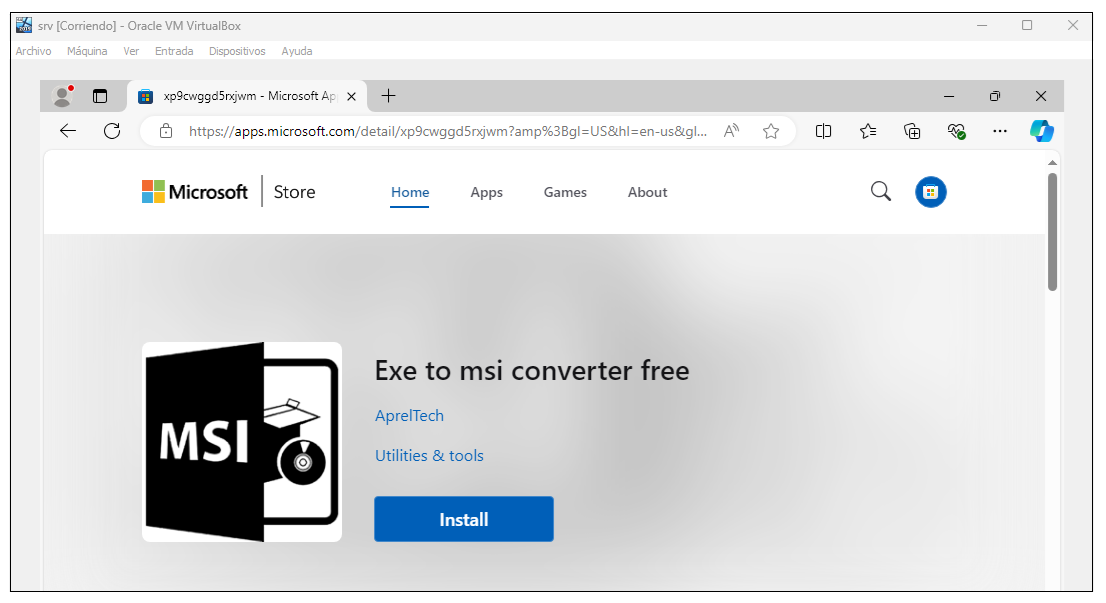 srv [Corriendo] - Oracle VM VirtualBox
Archivo Máquina Ver Entrada Dispositivos Ayuda
xp9cwggd5rxjwm - Microsoft Ap
https://apps.microsoft.com/detail/xp9cwggd5rxjwm?amp%3Bgl=US&hl=en-us&gl...
Microsoft Store Home Apps Games About
Exe to msi converter free
AprelTech
MSI
Utilities & tools
Install